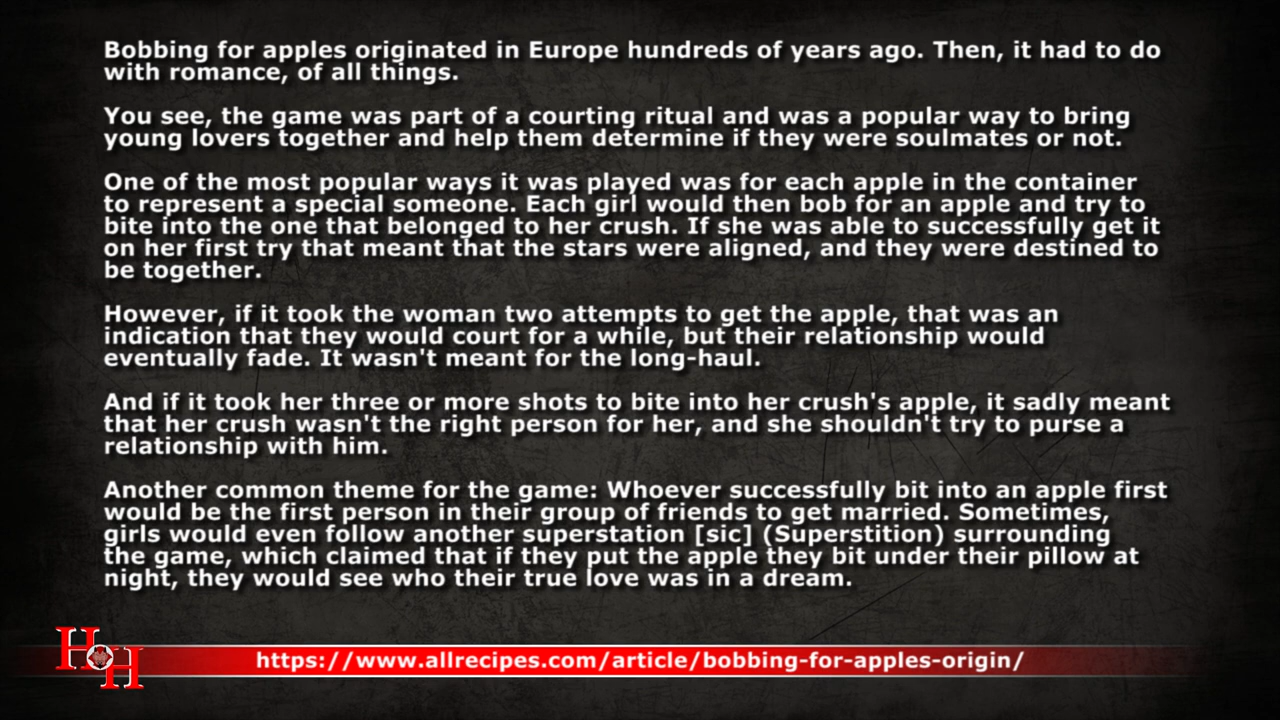 Bobbing for apples originated in Europe hundreds of years ago. Then, it had to do
with romance, of all things.
You see, the game was part of a courting ritual and was a popular way to bring
young lovers together and help them determine if they were soulmates or not.
One of the most popular ways it was played was for each apple in the container
to represent a special someone. Each girl would then bob for an apple and try to
bite into the one that belonged to her crush. If she was able to successfully get it
on her first try that meant that the stars were aligned, and they were destined to
be together.
However, if it took the woman two attempts to get the apple, that was an
indication that they would court for a while, but their relationship would
eventually fade. It wasn't meant for the long-haul.
And if it took her three or more shots to bite into her crush's apple, it sadly meant
that her crush wasn't the right person for her, and she shouldn't try to purse a
relationship with him.
Another common theme for the game: Whoever successfully bit into an apple first
would be the first person in their group of friends to get married. Sometimes,
girls would even follow another superstation [sic] (Superstition) surrounding
the game, which claimed that if they put the apple they bit under their pillow at
night, they would see who their true love was in a dream.
HoH
https://www.allrecipes.com/article/bobbing-for-apples-origin/